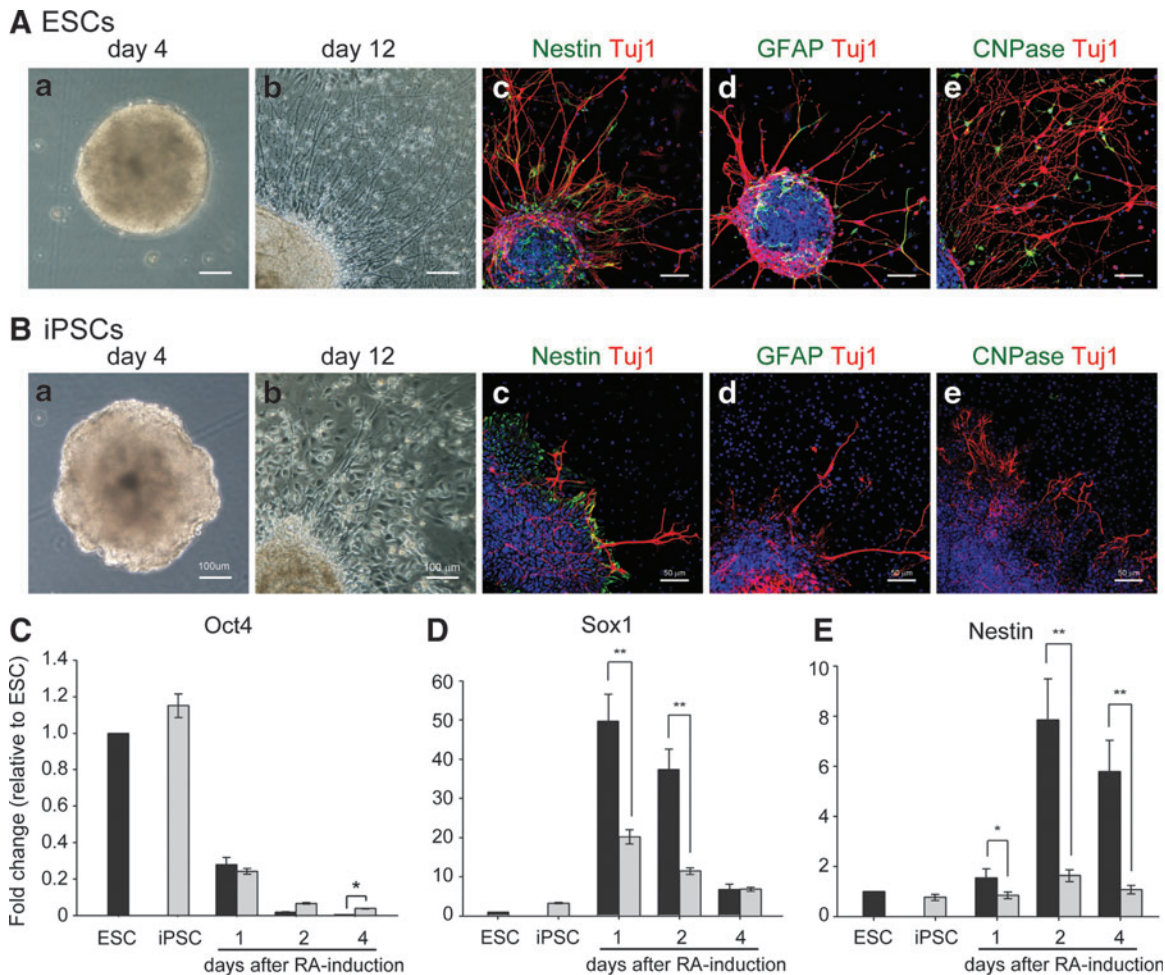 A ESCs
day 4
day 12
Nestin Tuj1
GFAP Tuj1
CNPase Tuj1
a
b
c
d
e
B iPSCs
day 4
day 12
Nestin Tuj1
GFAP Tuj1
CNPase Tuj1
a
b
c
d
e
100um
100 µm
50 µm
50 µm
50 µm
C
Oct4
Fold change (relative to ESC)
1.4
1.2
1.0
0.8
0.6
0.4
0.2
0
*
ESC
iPSC
1
2
4
days after RA-induction
D
Sox1
60
50
40
30
20
10
0
**
**
ESC
iPSC
1
2
4
days after RA-induction
E
Nestin
10
8
6
4
2
0
*
**
**
ESC
iPSC
1
2
4
days after RA-induction